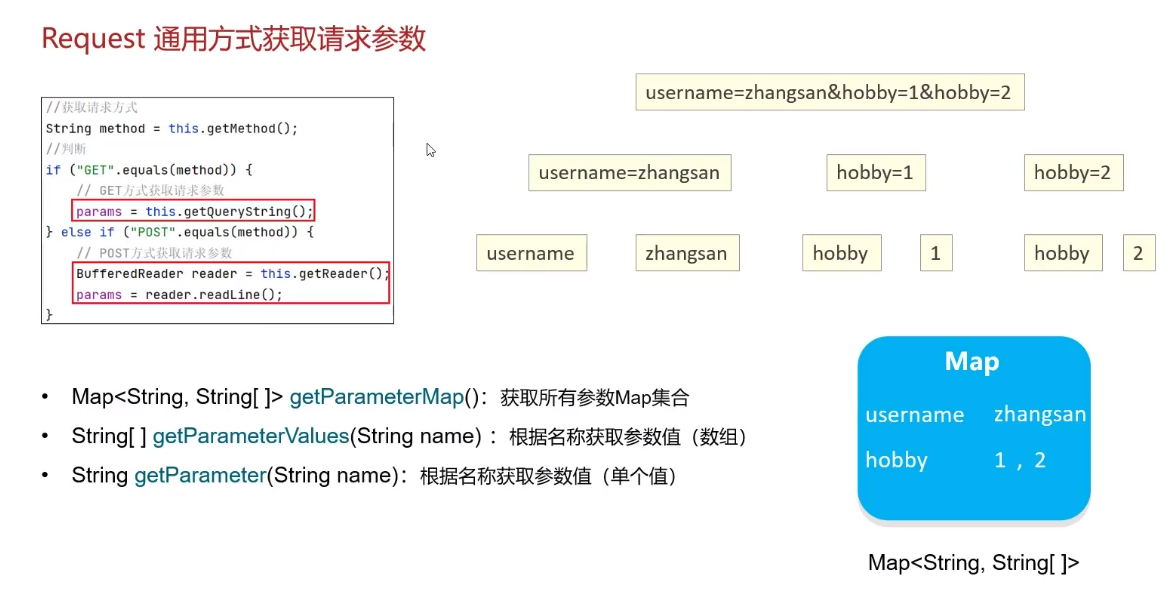 Request 通用方式获取请求参数
//获取请求方式
String method = this.getMethod();
//判断
if ("GET".equals(method)) {
// GET方式获取请求参数
params = this.getQueryString();
} else if ("POST".equals(method)) {
// POST方式获取请求参数
BufferedReader reader = this.getReader();
params = reader.readLine();
}
username=zhangsan&hobby=1&hobby=2
username=zhangsan hobby=1 hobby=2
username zhangsan hobby 1 hobby 2
• Map<String, String[ ]> getParameterMap()：获取所有参数Map集合
• String[ ] getParameterValues(String name) ：根据名称获取参数值（数组）
• String getParameter(String name)：根据名称获取参数值（单个值）
Map
username zhangsan
hobby 1 , 2
Map<String, String[ ]>